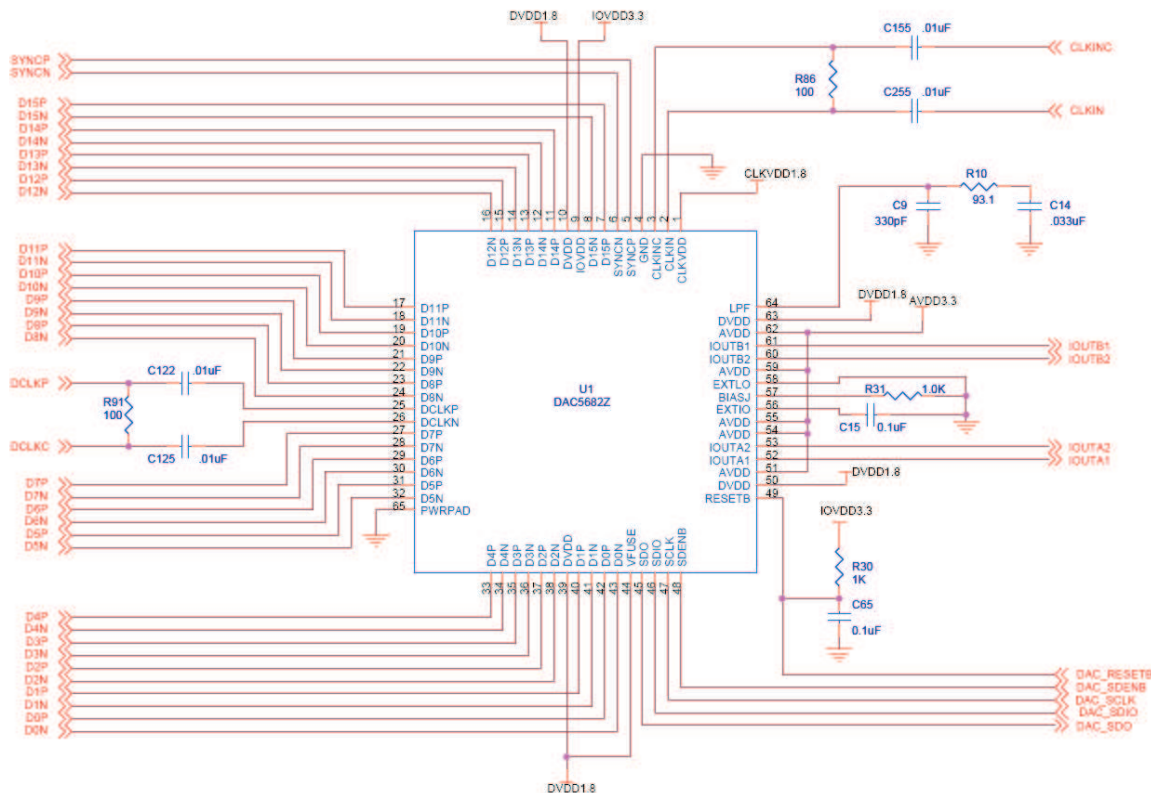 DVDD1.8
IOVDD3.3
C155 .01uF
CLKINC
SYNCP
SYNCN
R86
100
C255 .01uF
CLKIN
D15P
D15N
D14P
D14N
D13P
D13N
D12P
D12N
CLKVDD1.8
R10
93.1
C9
330pF
C14
.033uF
16 15 14 13 12 11 10 9 8 7 6 5 4 3 2 1
D12N D12P D13N D13P D14N D14P DVDD IOVDD D15N D15P SYNCN SYNCP GND CLKINC CLKIN CLKVDD
D11P
D11N
D10P
D10N
D9P
D9N
D8P
D8N
17 D11P
18 D11N
19 D10P
20 D10N
21 D9P
22 D9N
23 D8P
24 D8N
25 DCLKP
26 DCLKN
27 D7P
28 D7N
29 D6P
30 D6N
31 D5P
32 D5N
65 PWRPAD
U1
DAC5682Z
LPF 64
DVDD 63
AVDD 62
IOUTB1 61
IOUTB2 60
AVDD 59
EXTLO 58
BIASJ 57
EXTIO 56
AVDD 55
AVDD 54
IOUTA2 53
IOUTA1 52
AVDD 51
DVDD 50
RESETB 49
DVDD1.8
AVDD3.3
IOUTB1
IOUTB2
R31 1.0K
C15 0.1uF
IOUTA2
IOUTA1
DVDD1.8
DCLKP
C122 .01uF
R91
100
DCLKC
C125 .01uF
D7P
D7N
D6P
D6N
D5P
D5N
IOVDD3.3
R30
1K
C65
0.1uF
D4P D4N D3P D3N D2P D2N DVDD D1P D1N D0P D0N VFUSE SDO SDIO SCLK SDENB
33 34 35 36 37 38 39 40 41 42 43 44 45 46 47 48
D4P
D4N
D3P
D3N
D2P
D2N
D1P
D1N
D0P
D0N
DAC_RESETB
DAC_SDENB
DAC_SCLK
DAC_SDIO
DAC_SDO
DVDD1.8